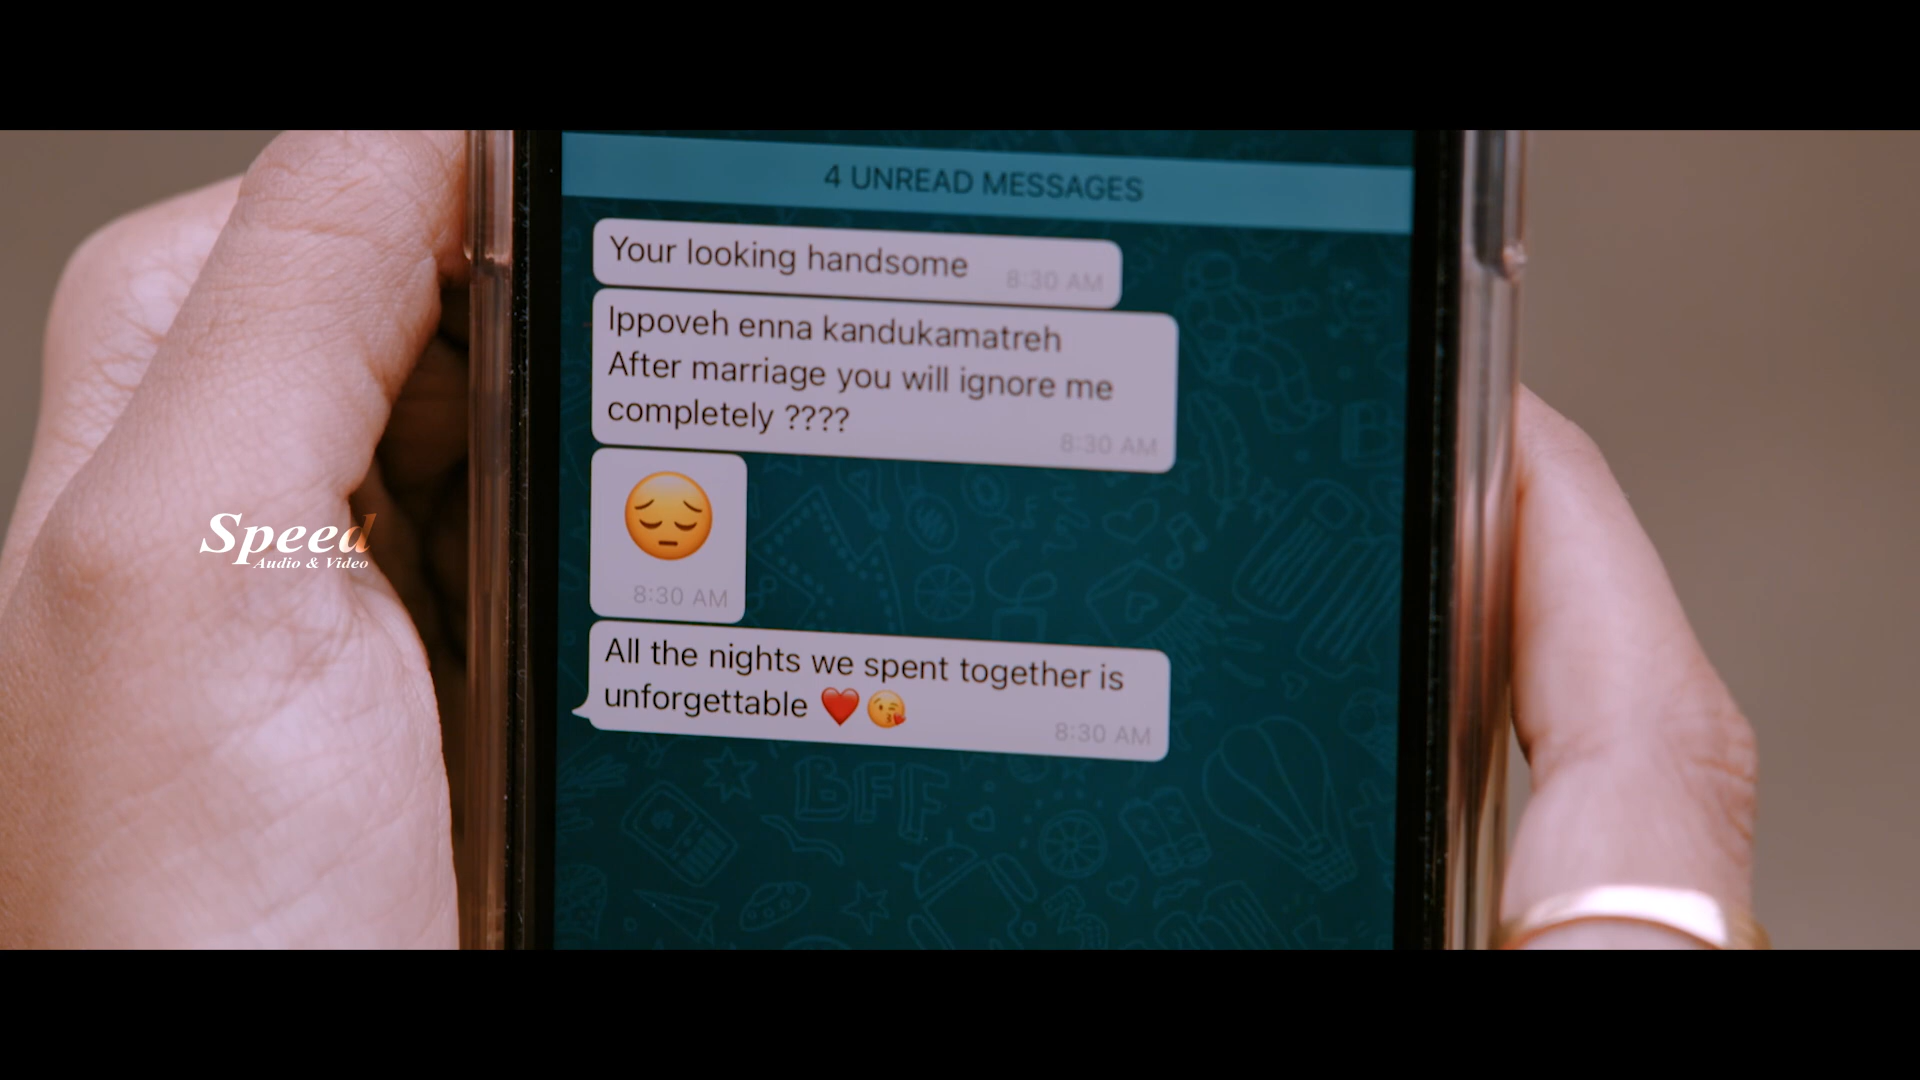 4 UNREAD MESSAGES
Your looking handsome
8:30 AM
Ippoveh enna kandukamatreh
After marriage you will ignore me
completely ????
8:30 AM
😔
8:30 AM
All the nights we spent together is
unforgettable ❤️😘
8:30 AM
Speed
Audio & Video